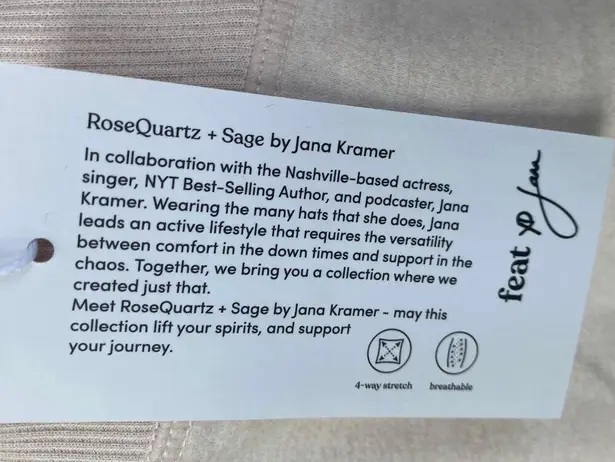 RoseQuartz + Sage by Jana Kramer
In collaboration with the Nashville-based actress,
singer, NYT Best-Selling Author, and podcaster, Jana
Kramer. Wearing the many hats that she does, Jana
leads an active lifestyle that requires the versatility
between comfort in the down times and support in the
chaos. Together, we bring you a collection where we
created just that.
Meet RoseQuartz + Sage by Jana Kramer - may this
collection lift your spirits, and support
your journey.
4-way stretch
breathable
feat